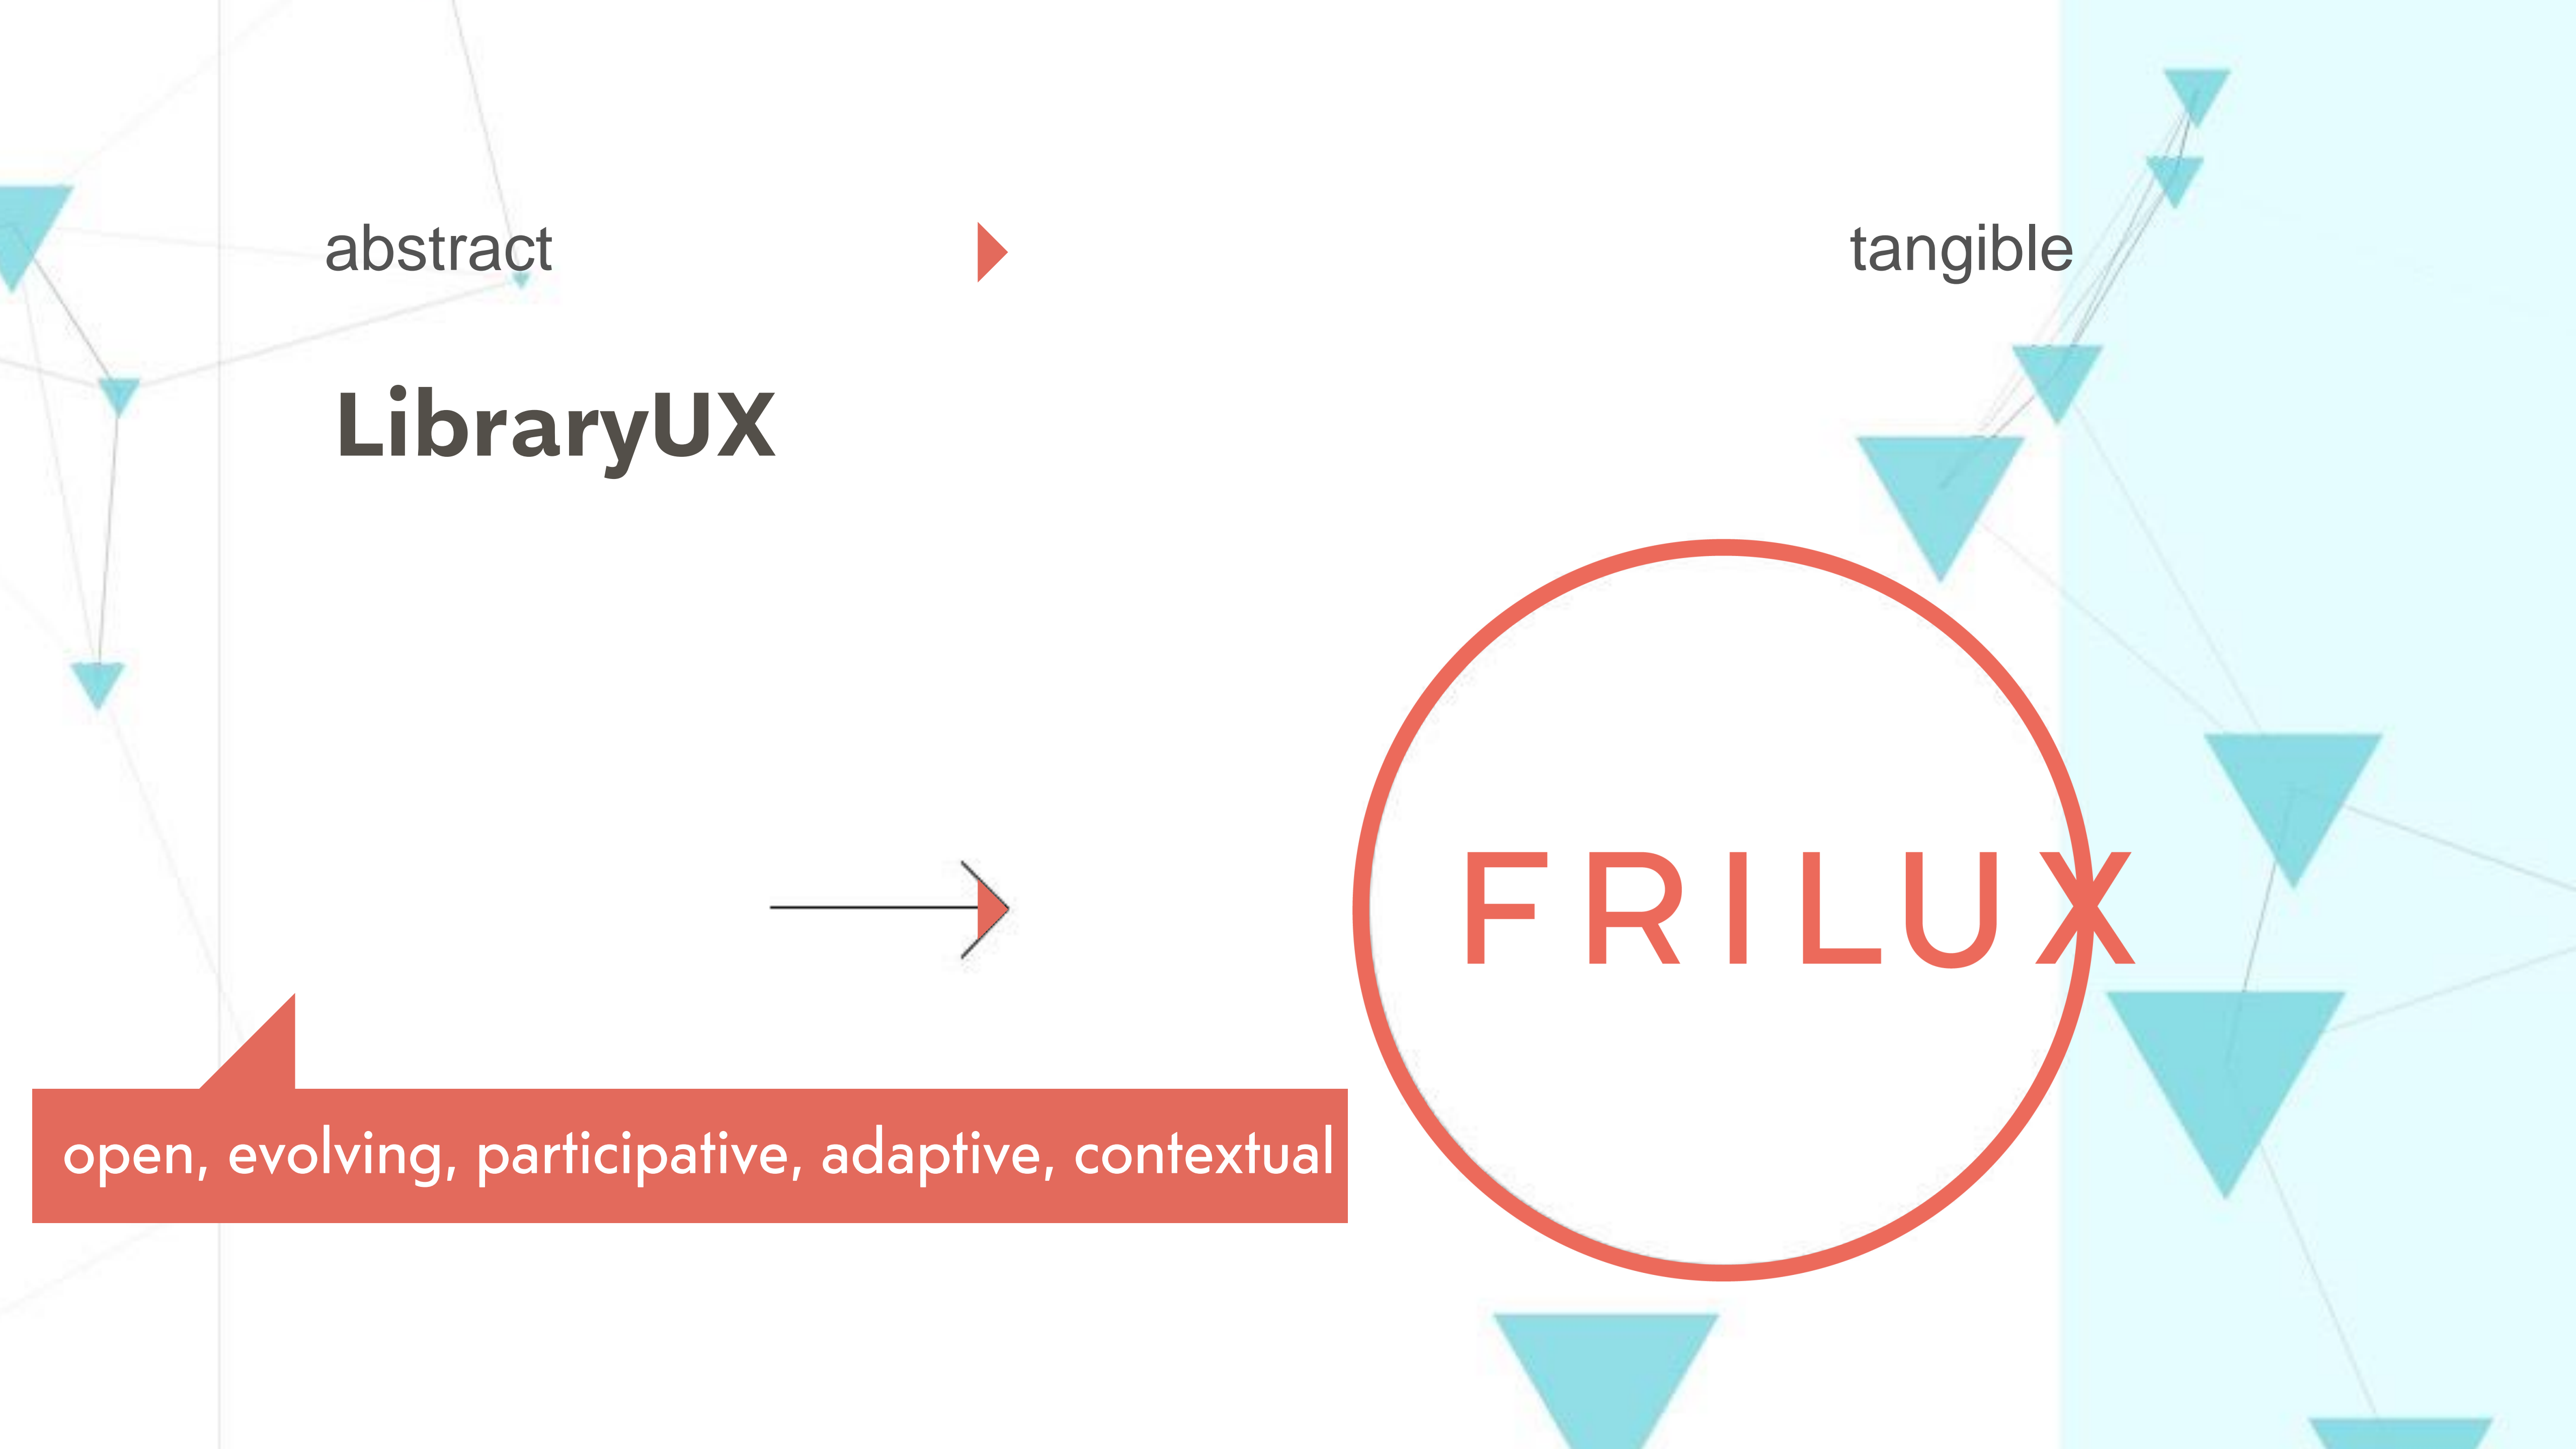 abstract
tangible
LibraryUX
FRILUX
open, evolving, participative, adaptive, contextual